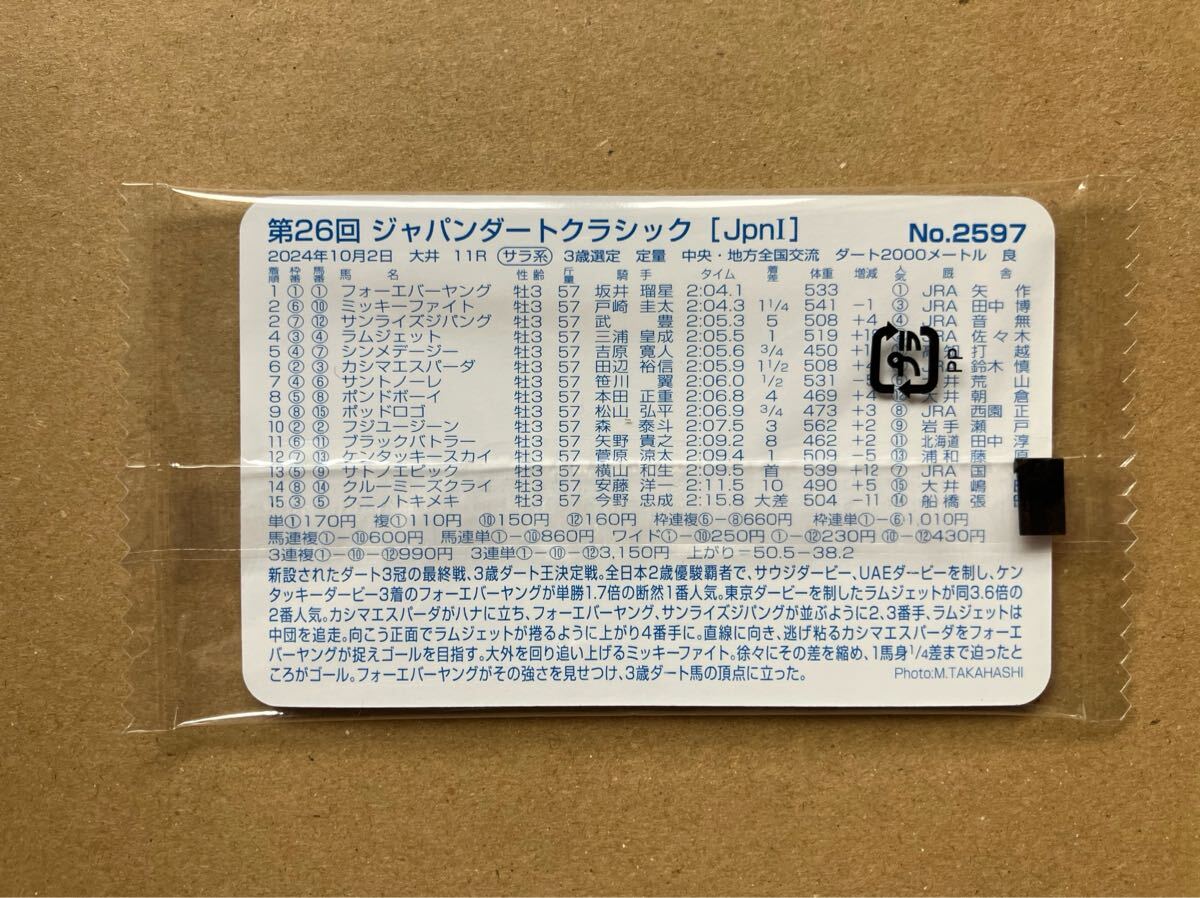 第26回 ジャパンダートクラシック [JpnⅠ] No.2597
2024年10月2日 大井 11R サラ系 3歳選定 定量 中央・地方全国交流 ダート2000メートル 良
着順 枠番 馬番 馬名 性齢 斤量 騎手 タイム 着差 体重 増減 人気 厩舎
1 ① ① フォーエバーヤング 牡3 57 坂井 瑠星 2:04.1 533 ① JRA 矢作
2 ⑥ ⑩ ミッキーファイト 牡3 57 戸崎 圭太 2:04.3 1 1/4 541 -1 ③ JRA 田中 博
2 ⑦ ⑫ サンライズジパング 牡3 57 武 豊 2:05.3 5 508 +4 ④ JRA 音無
4 ③ ④ ラムジェット 牡3 57 三浦 皇成 2:05.5 1 519 JRA 佐々木
5 ④ ⑦ シンメデージー 牡3 57 吉原 寛人 2:05.6 3/4 450 打越
6 ② ③ カシマエスパーダ 牡3 57 田辺 裕信 2:05.9 1 1/2 508 JRA 鈴木 慎
7 ④ ⑥ サントノーレ 牡3 57 笹川 翼 2:06.0 1/2 531 井 荒山
8 ⑤ ⑧ ボンドボーイ 牡3 57 本田 正重 2:06.8 4 469 +4 ⑫ 大井 朝倉
9 ⑧ ⑮ ポッドロゴ 牡3 57 松山 弘平 2:06.9 3/4 473 +3 ⑧ JRA 西園 正
10 ② ② フジユージーン 牡3 57 森 泰斗 2:07.5 3 562 +2 ⑨ 岩手 瀬戸
11 ⑥ ⑪ ブラックバトラー 牡3 57 矢野 貴之 2:09.2 8 462 +2 ⑪ 北海道 田中 淳
12 ⑦ ⑬ ケンタッキースカイ 牡3 57 菅原 涼太 2:09.4 1 509 -5 ⑬ 浦和 藤原
13 ⑤ ⑨ サトノエピック 牡3 57 横山 和生 2:09.5 首 539 +12 ⑦ JRA 国
14 ⑧ ⑭ クルーミーズクライ 牡3 57 安藤 洋一 2:11.5 10 490 +5 ⑮ 大井 嶋
15 ③ ⑤ クニノトキメキ 牡3 57 今野 忠成 2:15.8 大差 504 -11 ⑭ 船橋 張
単①170円 複①110円 ⑩150円 ⑫160円 枠連複⑥-⑧660円 枠連単①-⑥1,010円
馬連複①-⑩600円 馬連単①-⑩860円 ワイド①-⑩250円 ①-⑫230円 ⑩-⑫430円
3連複①-⑩-⑫990円 3連単①-⑩-⑫3,150円 上がり=50.5-38.2
新設されたダート3冠の最終戦、3歳ダート王決定戦。全日本2歳優駿覇者で、サウジダービー、UAEダービーを制し、ケン
タッキーダービー3着のフォーエバーヤングが単勝1.7倍の断然1番人気。東京ダービーを制したラムジェットが同3.6倍の
2番人気。カシマエスパーダがハナに立ち、フォーエバーヤング、サンライズジパングが並ぶように2、3番手、ラムジェットは
中団を追走。向こう正面でラムジェットが捲るように上がり4番手に。直線に向き、逃げ粘るカシマエスパーダをフォーエ
バーヤングが捉えゴールを目指す。大外を回り追い上げるミッキーファイト。徐々にその差を縮め、1馬身1/4差まで迫ったと
ころがゴール。フォーエバーヤングがその強さを見せつけ、3歳ダート馬の頂点に立った。 Photo:M.TAKAHASHI
プラ
PP